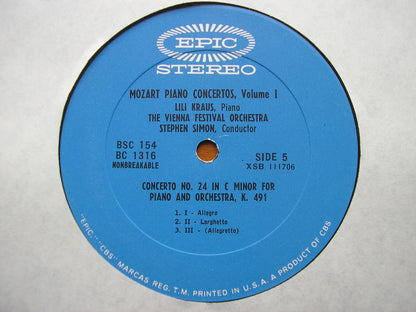 EPIC
STEREO
MOZART PIANO CONCERTOS, Volume I
LILI KRAUS, Piano
THE VIENNA FESTIVAL ORCHESTRA
STEPHEN SIMON, Conductor
BSC 154
BC 1316
NONBREAKABLE
SIDE 5
XSB 111706
CONCERTO NO. 24 IN C MINOR FOR
PIANO AND ORCHESTRA, K. 491
1. I - Allegro
2. II - Larghetto
3. III - (Allegretto)
"EPIC," "CBS" MARCAS REG. T.M. PRINTED IN U.S.A. A PRODUCT OF CBS